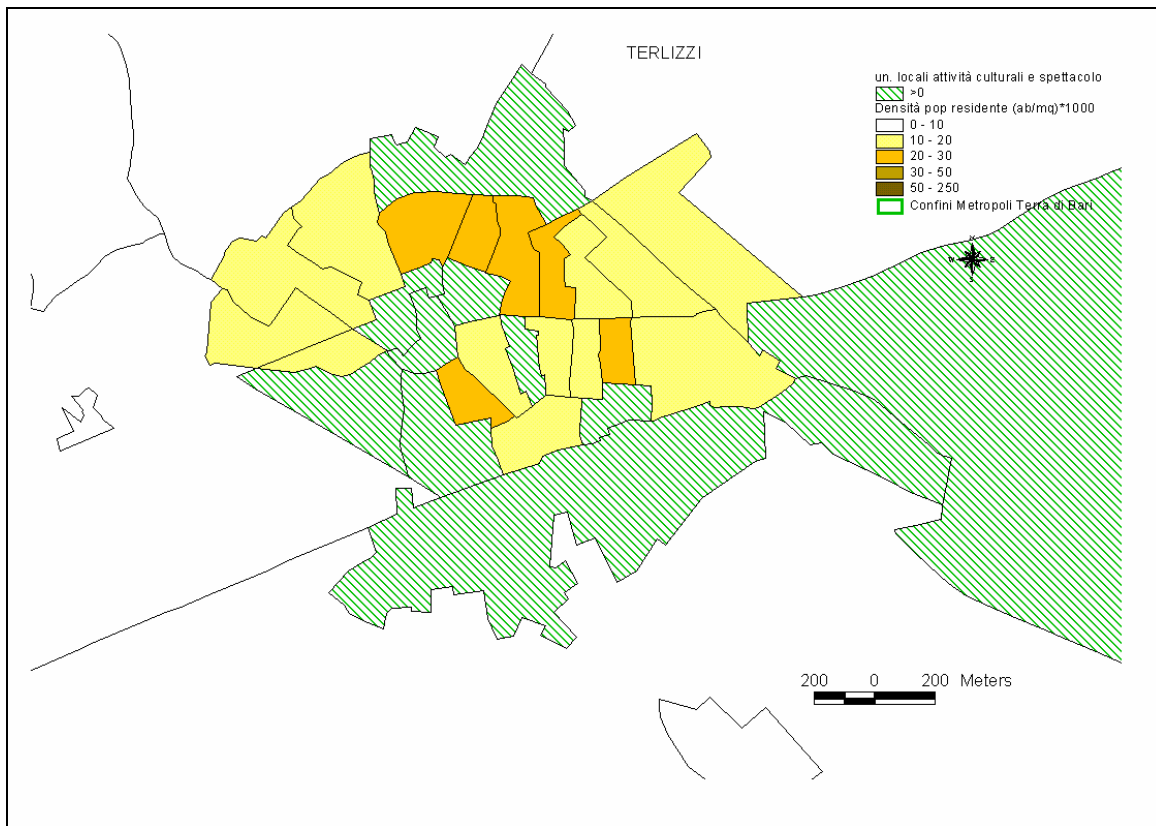 TERLIZZI
un. locali attività culturali e spettacolo
>0
Densità pop residente (ab/mq)*1000
0 - 10
10 - 20
20 - 30
30 - 50
50 - 250
Confini Metropoli Terra di Bari
N
W E
S
200 0 200 Meters